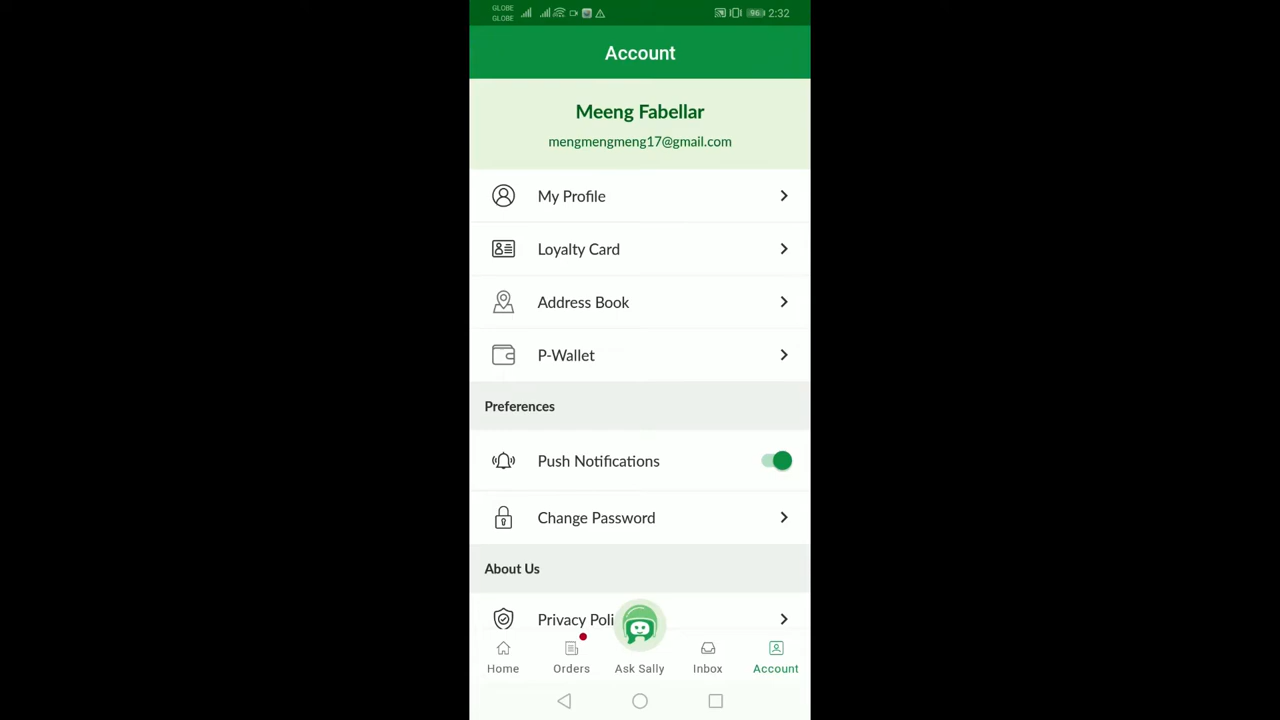 GLOBE
GLOBE
96 2:32
Account
Meeng Fabellar
mengmengmeng17@gmail.com
My Profile
Loyalty Card
Address Book
P-Wallet
Preferences
Push Notifications
Change Password
About Us
Privacy Poli
Home Orders Ask Sally Inbox Account